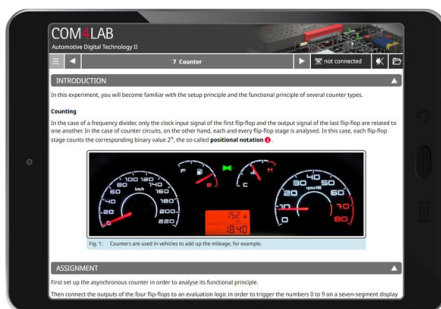 COM4LAB
Automotive Digital Technology II
7 Counter
not connected
INTRODUCTION
In this experiment, you will become familiar with the setup principle and the functional principle of several counter types.
Counting
In the case of a frequency divider, only the clock input signal of the first flip-flop and the output signal of the last flip-flop are related to
one another. In the case of counter circuits, on the other hand, each and every flip-flop stage is analysed. In this case, each flip-flop
stage counts the corresponding binary value 2ⁿ, the so-called positional notation
Fig. 1: Counters are used in vehicles to add up the mileage, for example.
ASSIGNMENT
First set up the asynchronous counter in order to analyse its functional principle.
Then connect the outputs of the four flip-flops to an evaluation logic in order to trigger the numbers 0 to 9 on a seven-segment display